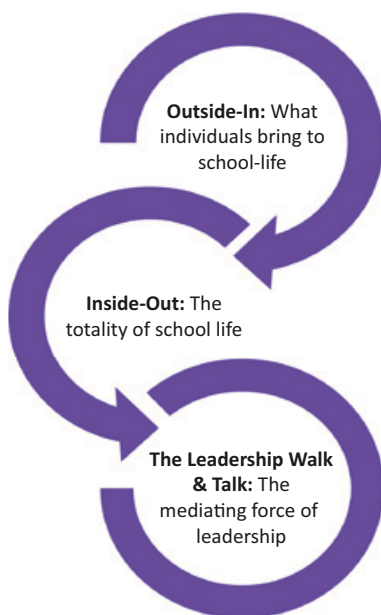 Outside-In: What
individuals bring to
school-life
Inside-Out: The
totality of school life
The Leadership Walk
& Talk: The
mediating force of
leadership